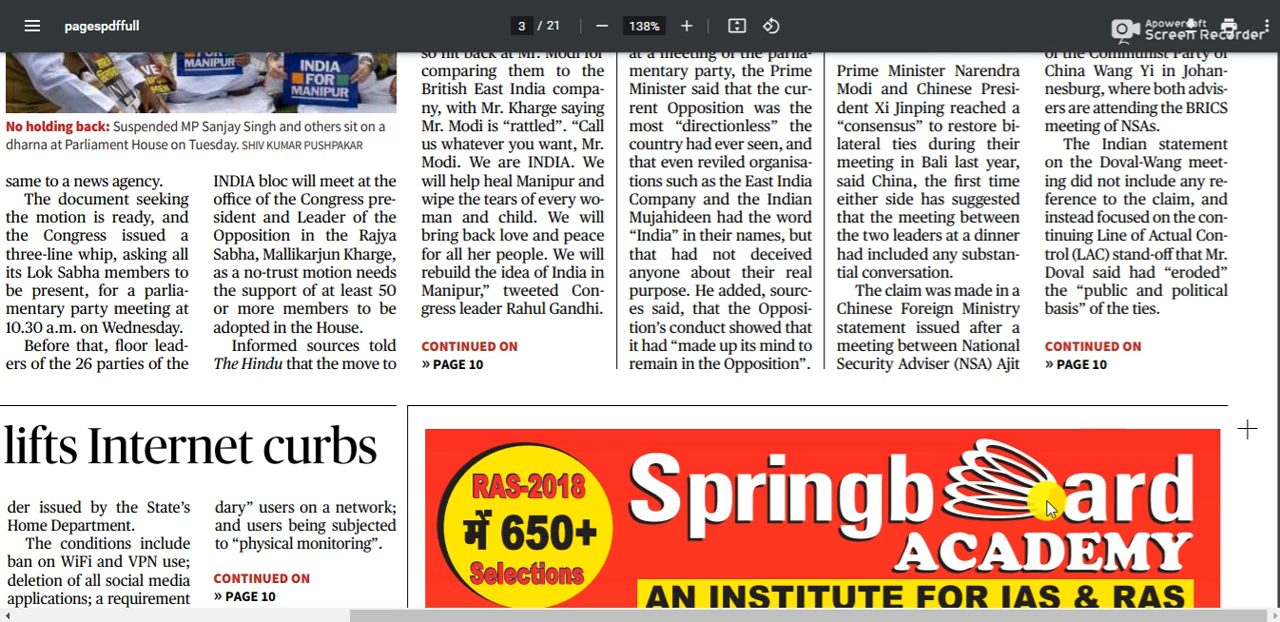 pagespdffull
3 / 21
138%
Apowersoft
Screen Recorder
FOR
MANIPUR
INDIA
FOR
MANIPUR
No holding back: Suspended MP Sanjay Singh and others sit on a
dharna at Parliament House on Tuesday. SHIV KUMAR PUSHPAKAR
same to a news agency.
The document seeking
the motion is ready, and
the Congress issued a
three-line whip, asking all
its Lok Sabha members to
be present, for a parlia-
mentary party meeting at
10.30 a.m. on Wednesday.
Before that, floor lead-
ers of the 26 parties of the
INDIA bloc will meet at the
office of the Congress pre-
sident and Leader of the
Opposition in the Rajya
Sabha, Mallikarjun Kharge,
as a no-trust motion needs
the support of at least 50
or more members to be
adopted in the House.
Informed sources told
The Hindu that the move to
so hit back at Mr. Modi for
comparing them to the
British East India compa-
ny, with Mr. Kharge saying
Mr. Modi is “rattled”. “Call
us whatever you want, Mr.
Modi. We are INDIA. We
will help heal Manipur and
wipe the tears of every wo-
man and child. We will
bring back love and peace
for all her people. We will
rebuild the idea of India in
Manipur,” tweeted Con-
gress leader Rahul Gandhi.
CONTINUED ON
» PAGE 10
at a meeting of the parlia-
mentary party, the Prime
Minister said that the cur-
rent Opposition was the
most “directionless” the
country had ever seen, and
that even reviled organisa-
tions such as the East India
Company and the Indian
Mujahideen had the word
“India” in their names, but
that had not deceived
anyone about their real
purpose. He added, sourc-
es said, that the Opposi-
tion’s conduct showed that
it had “made up its mind to
remain in the Opposition”.
Prime Minister Narendra
Modi and Chinese Presi-
dent Xi Jinping reached a
“consensus” to restore bi-
lateral ties during their
meeting in Bali last year,
said China, the first time
either side has suggested
that the meeting between
the two leaders at a dinner
had included any substan-
tial conversation.
The claim was made in a
Chinese Foreign Ministry
statement issued after a
meeting between National
Security Adviser (NSA) Ajit
of the Communist Party of
China Wang Yi in Johan-
nesburg, where both advis-
ers are attending the BRICS
meeting of NSAs.
The Indian statement
on the Doval-Wang meet-
ing did not include any re-
ference to the claim, and
instead focused on the con-
tinuing Line of Actual Con-
trol (LAC) stand-off that Mr.
Doval said had “eroded”
the “public and political
basis” of the ties.
CONTINUED ON
» PAGE 10
lifts Internet curbs
der issued by the State’s
Home Department.
The conditions include
ban on WiFi and VPN use;
deletion of all social media
applications; a requirement
dary” users on a network;
and users being subjected
to “physical monitoring”.
CONTINUED ON
» PAGE 10
RAS-2018
में 650+
Selections
Springboard
ACADEMY
AN INSTITUTE FOR IAS & RAS